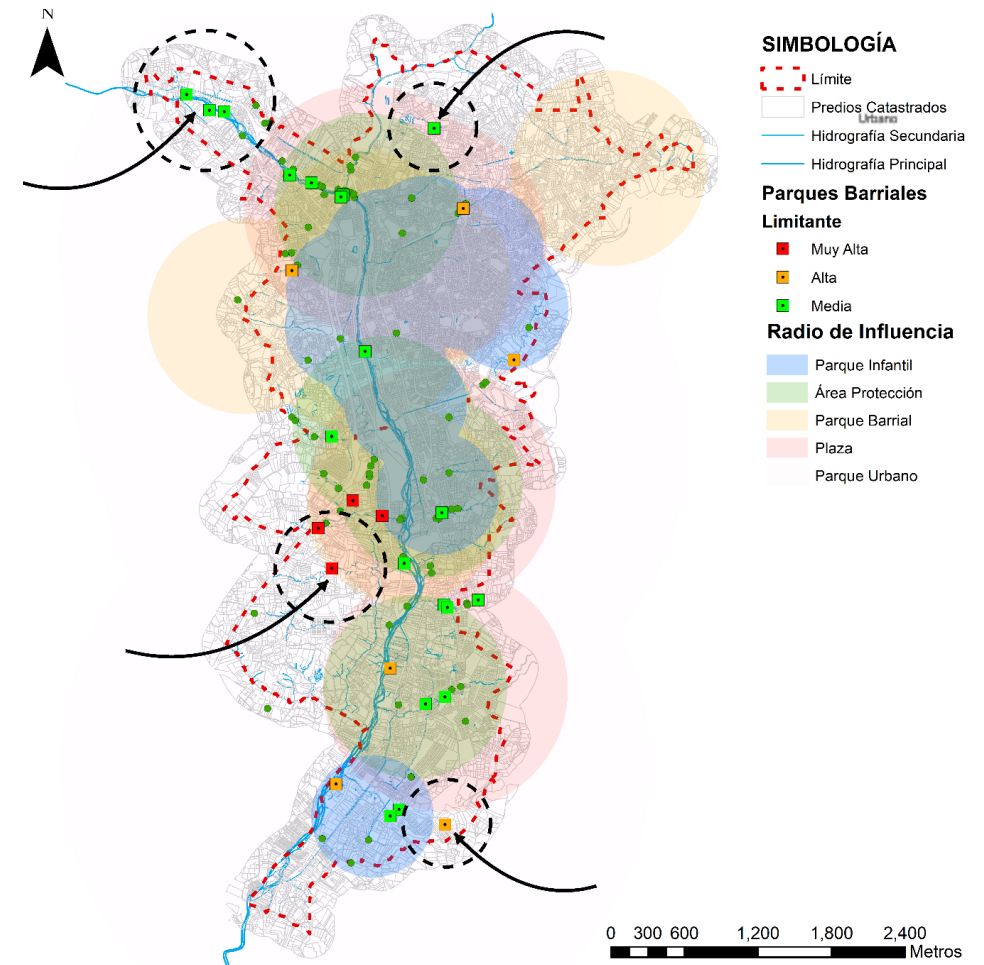 N
SIMBOLOGÍA
Límite
Predios Catastrados
Urbano
Hidrografía Secundaria
Hidrografía Principal
Parques Barriales
Limitante
Muy Alta
Alta
Media
Radio de Influencia
Parque Infantil
Área Protección
Parque Barrial
Plaza
Parque Urbano
0 300 600 1,200 1,800 2,400
Metros